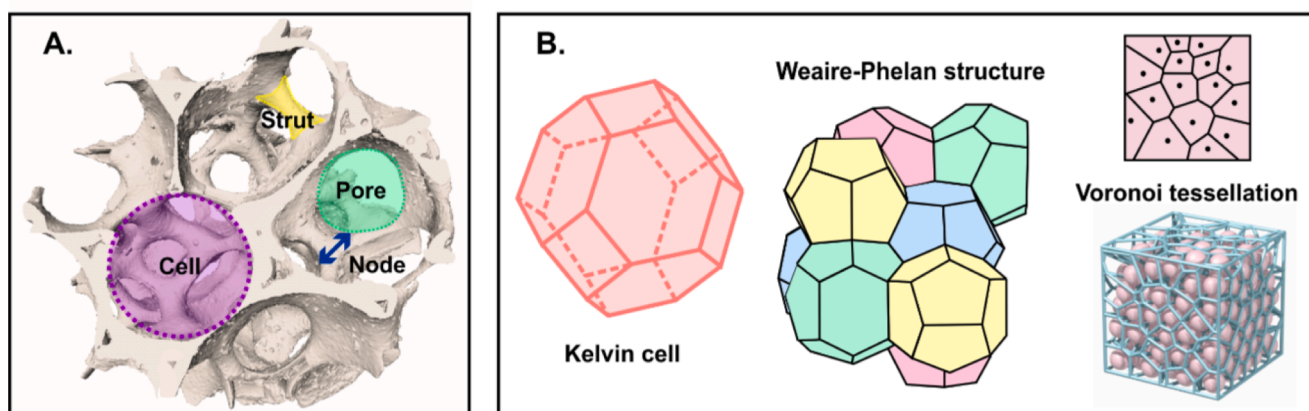 A.
Strut
Pore
Cell
Node
B.
Weaire-Phelan structure
Voronoi tessellation
Kelvin cell